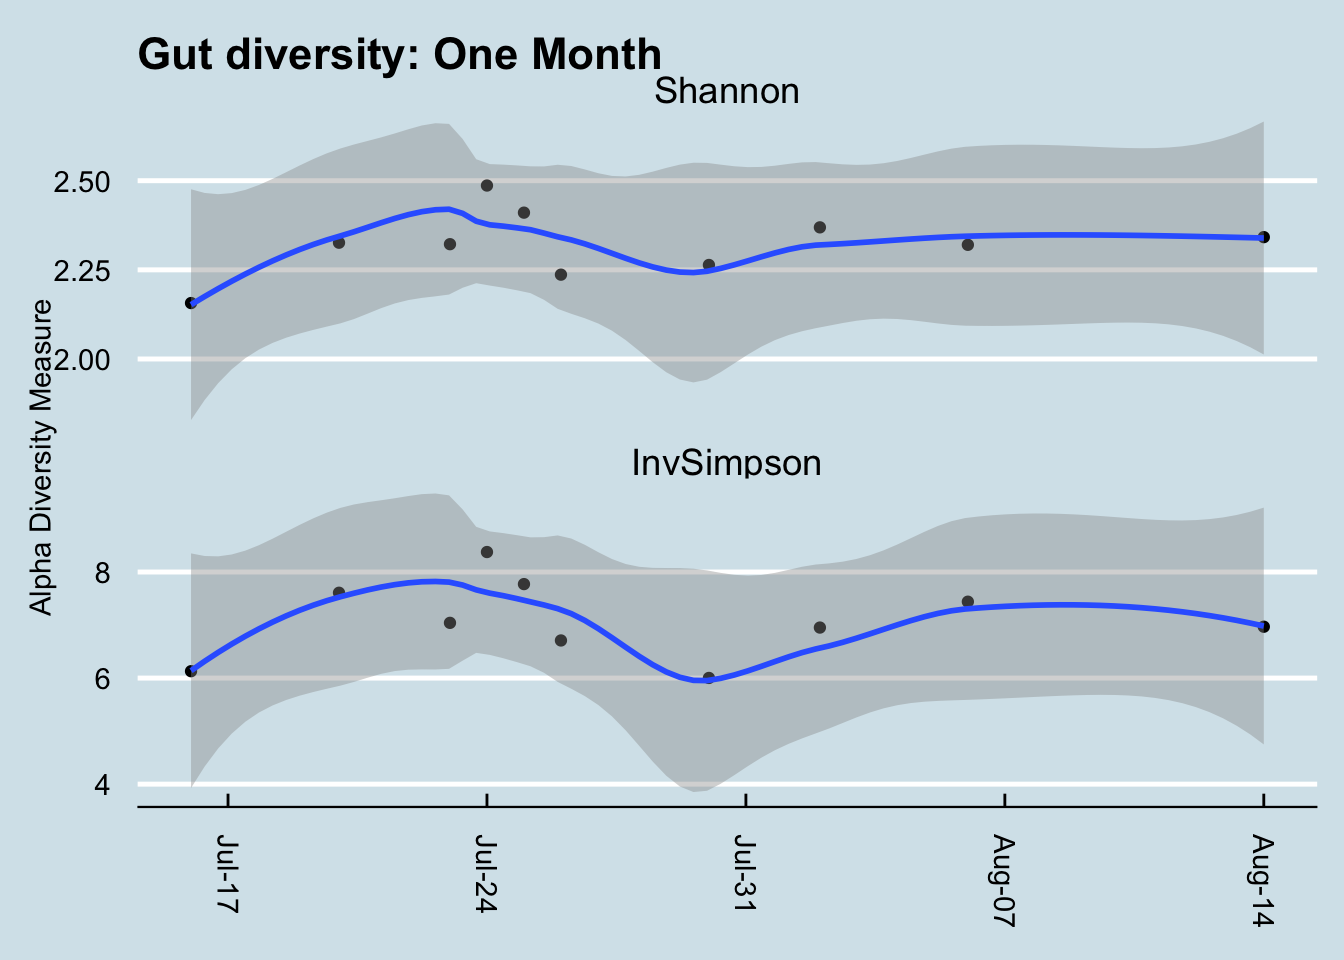 Gut diversity: One Month
Shannon
2.50
2.25
2.00
Alpha Diversity Measure
InvSimpson
8
6
4
Jul-17
Jul-24
Jul-31
Aug-07
Aug-14